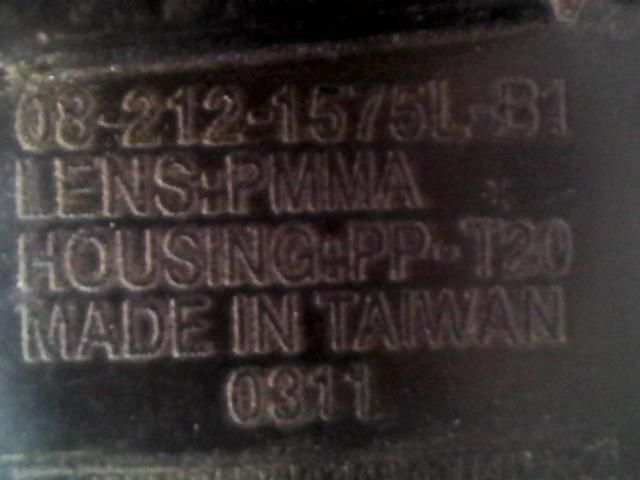 08-212-1575L-B1
LENS:PMMA
HOUSING:PP-T20
MADE IN TAIWAN
0311